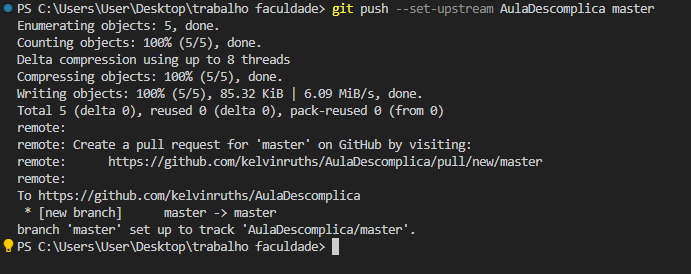 PS C:\Users\User\Desktop\trabalho faculdade> git push --set-upstream AulaDescomplica master
Enumerating objects: 5, done.
Counting objects: 100% (5/5), done.
Delta compression using up to 8 threads
Compressing objects: 100% (5/5), done.
Writing objects: 100% (5/5), 85.32 KiB | 6.09 MiB/s, done.
Total 5 (delta 0), reused 0 (delta 0), pack-reused 0 (from 0)
remote:
remote: Create a pull request for 'master' on GitHub by visiting:
remote:      https://github.com/kelvinruths/AulaDescomplica/pull/new/master
remote:
To https://github.com/kelvinruths/AulaDescomplica
 * [new branch]      master -> master
branch 'master' set up to track 'AulaDescomplica/master'.
PS C:\Users\User\Desktop\trabalho faculdade>